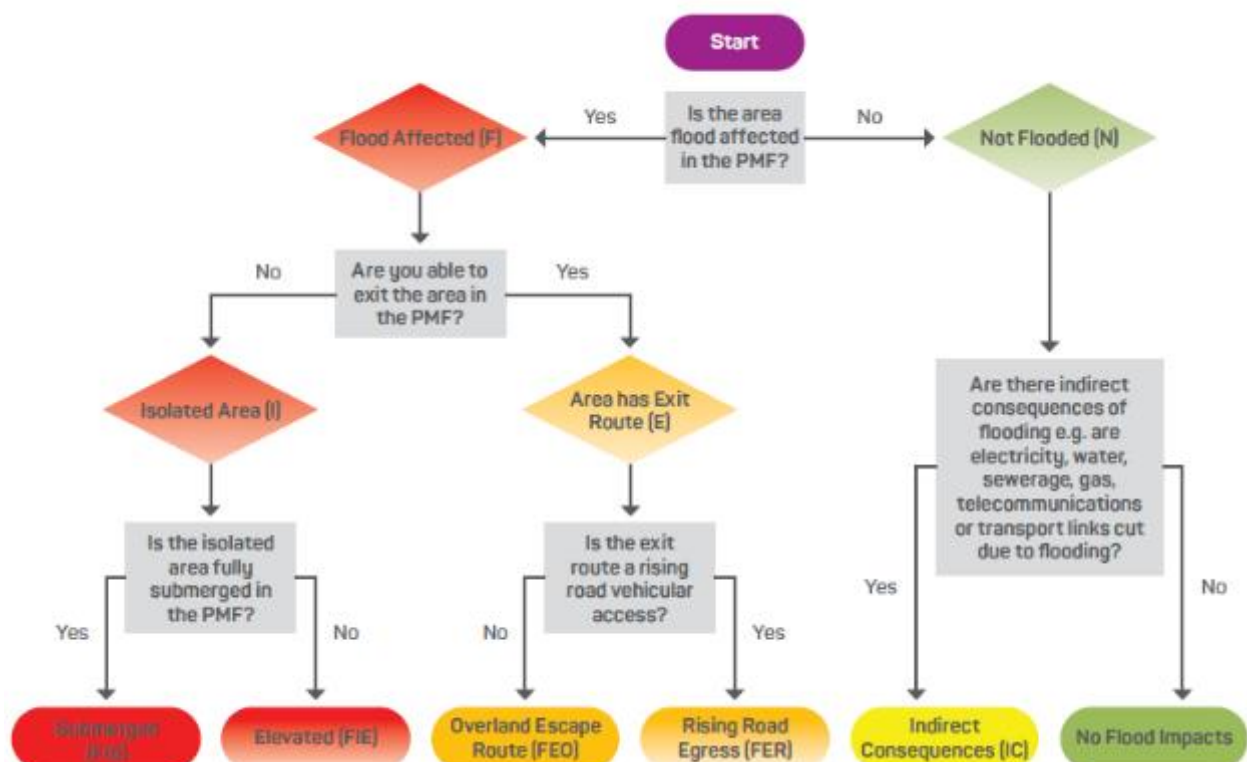 Start
Yes
Is the area
flood affected
in the PMF?
No
Flood Affected (F)
Not Flooded (N)
No
Are you able to
exit the area in
the PMF?
Yes
Isolated Area (I)
Area has Exit
Route (E)
Are there indirect
consequences of
flooding e.g. are
electricity, water,
sewerage, gas,
telecommunications
or transport links cut
due to flooding?
Is the isolated
area fully
submerged in
the PMF?
Is the exit
route a rising
road vehicular
access?
Yes
No
No
Yes
Yes
No
Submerged
Elevated (FIE)
Overland Escape
Route (FEO)
Rising Road
Egress (FER)
Indirect
Consequences (IC)
No Flood Impacts